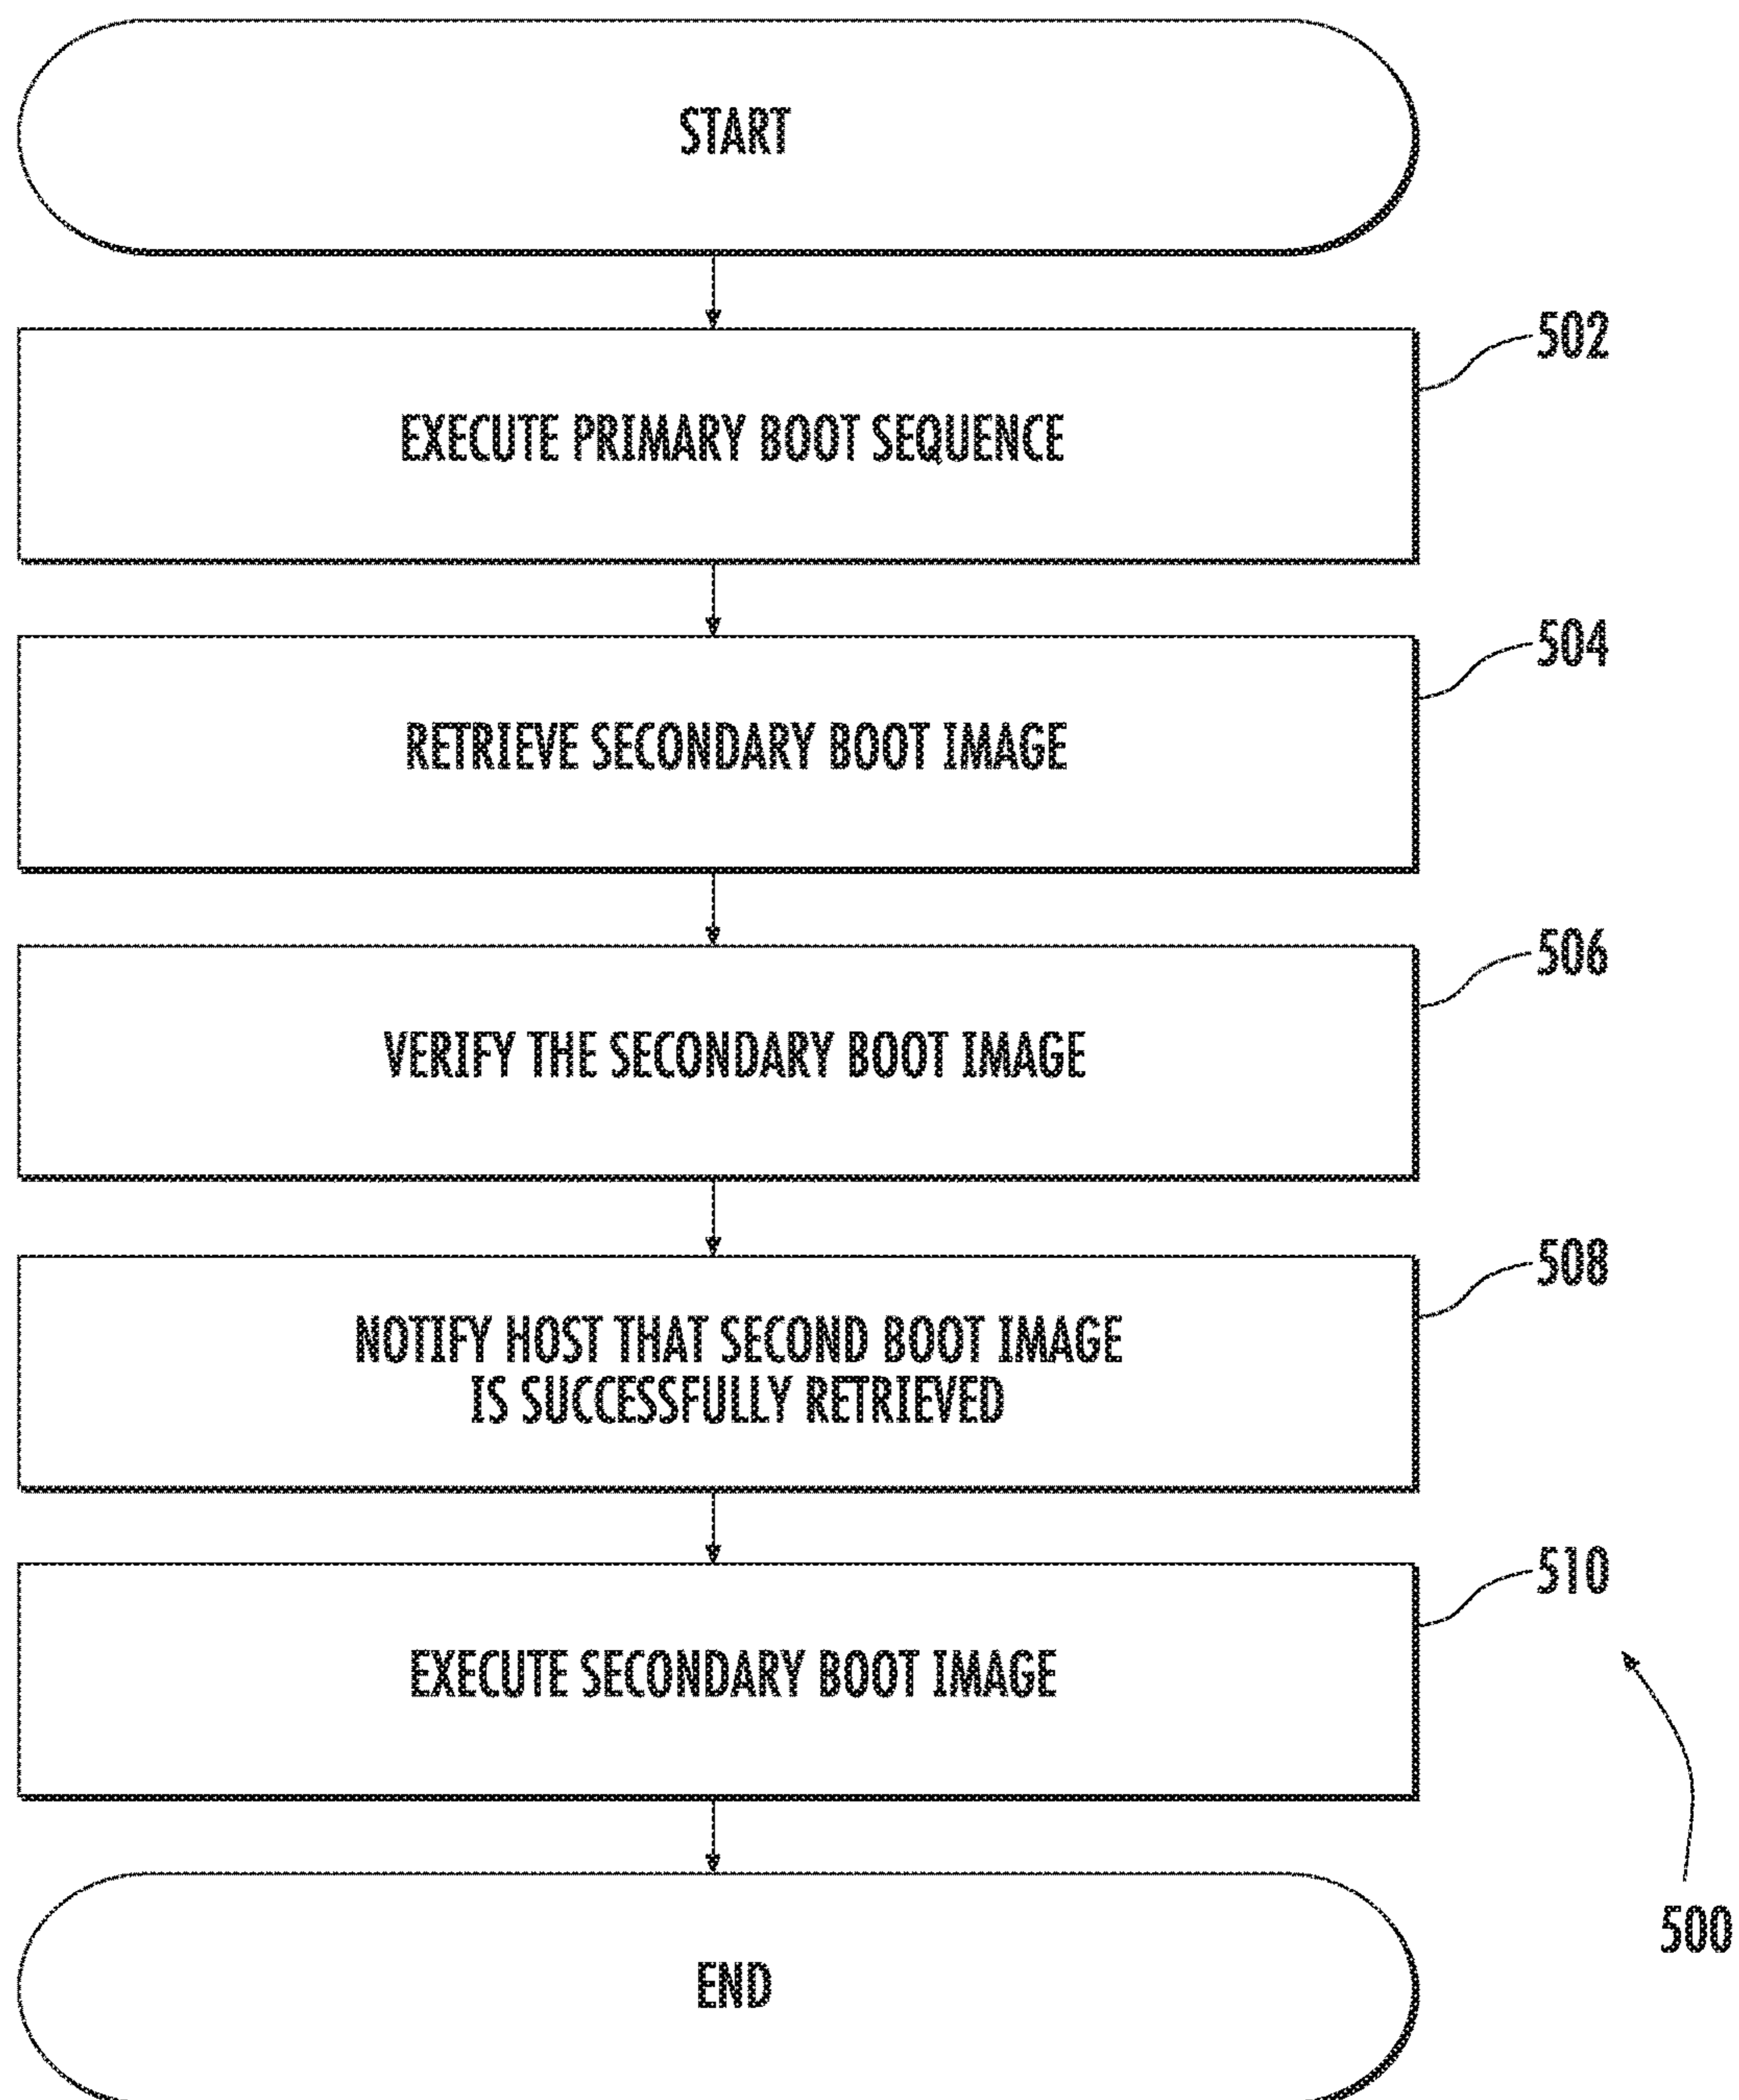 START
502
EXECUTE PRIMARY BOOT SEQUENCE
504
RETRIEVE SECONDARY BOOT IMAGE
506
VERIFY THE SECONDARY BOOT IMAGE
508
NOTIFY HOST THAT SECOND BOOT IMAGE
IS SUCCESSFULLY RETRIEVED
510
EXECUTE SECONDARY BOOT IMAGE
500
END